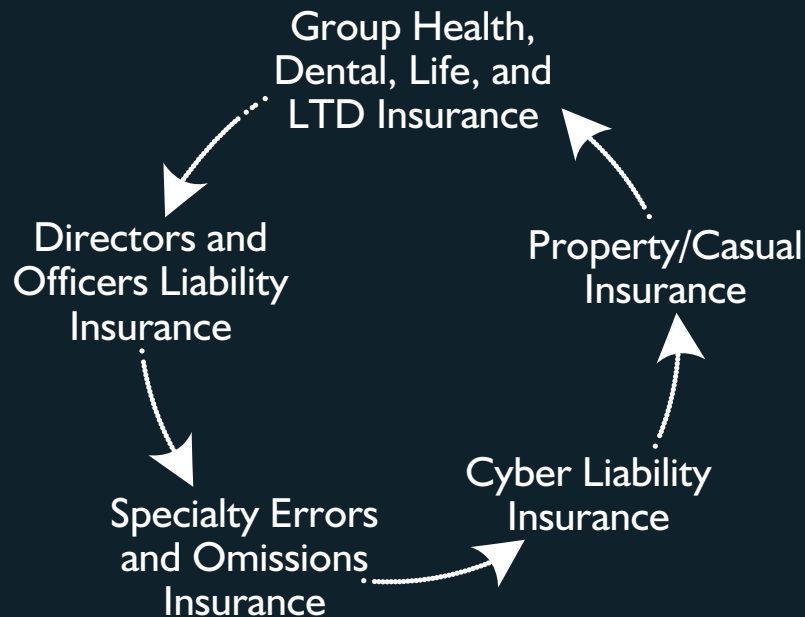 Group Health,
Dental, Life, and
LTD Insurance
Directors and
Officers Liability
Insurance
Property/Casual
Insurance
Specialty Errors
and Omissions
Insurance
Cyber Liability
Insurance